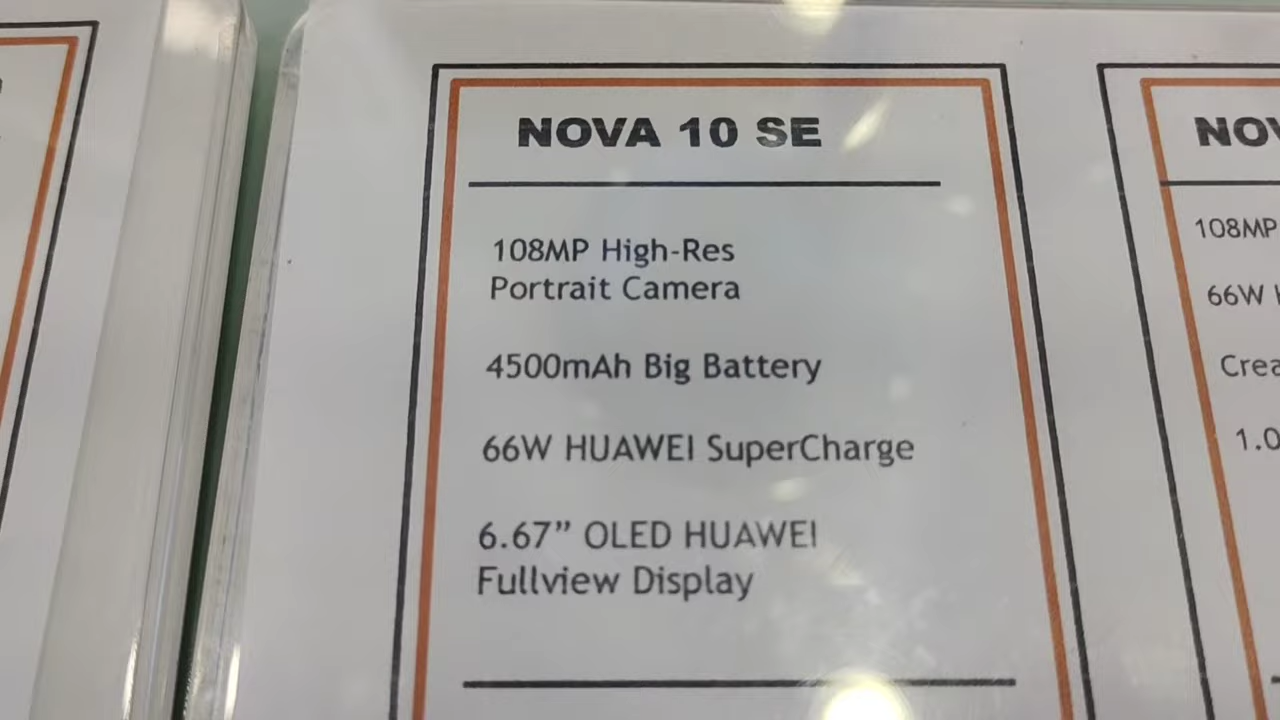 NOVA 10 SE
108MP High-Res
Portrait Camera
4500mAh Big Battery
66W HUAWEI SuperCharge
6.67” OLED HUAWEI
Fullview Display
108MP
66W